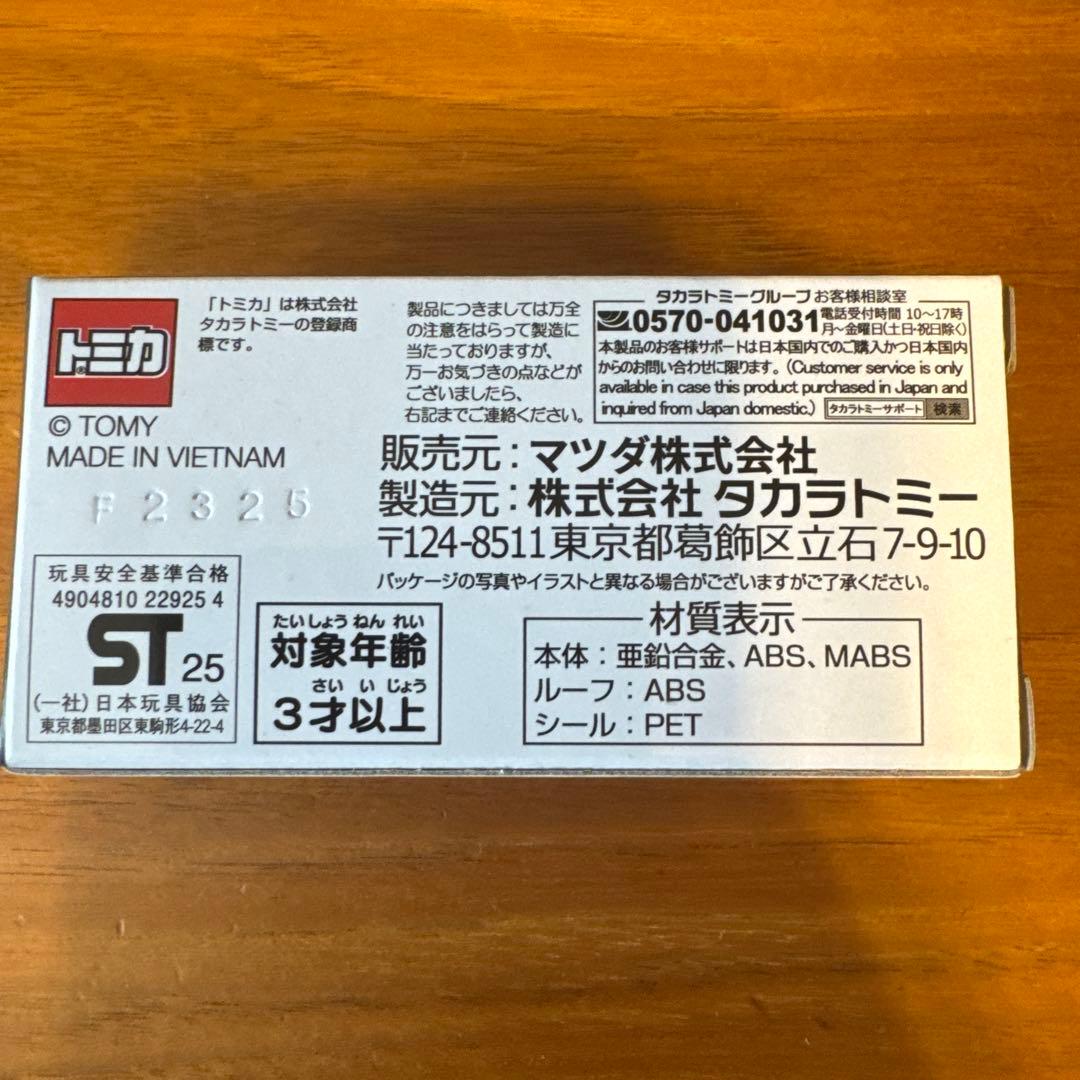 トミカ
「トミカ」は株式会社
タカラトミーの登録商
標です。
© TOMY
MADE IN VIETNAM
F2325
製品につきましては万全
の注意をはらって製造に
当たっておりますが、
万一お気づきの点などが
ございましたら、
右記までご連絡ください。
タカラトミーグループ お客様相談室
0570-041031 電話受付時間 10〜17時
月〜金曜日(土日・祝日除く)
本製品のお客様サポートは日本国内でのご購入かつ日本国内
からのお問い合わせに限ります。(Customer service is only
available in case this product purchased in Japan and
inquired from Japan domestic.) タカラトミーサポート 検索
販売元:マツダ株式会社
製造元:株式会社 タカラトミー
〒124-8511 東京都葛飾区立石 7-9-10
パッケージの写真やイラストと異なる場合がございますがご了承ください。
玩具安全基準合格
4904810 22925 4
ST 25
(一社)日本玩具協会
東京都墨田区東駒形4-22-4
たいしょう ねん れい
対象年齢
さい い じょう
3才以上
材質表示
本体:亜鉛合金、ABS、MABS
ルーフ:ABS
シール:PET